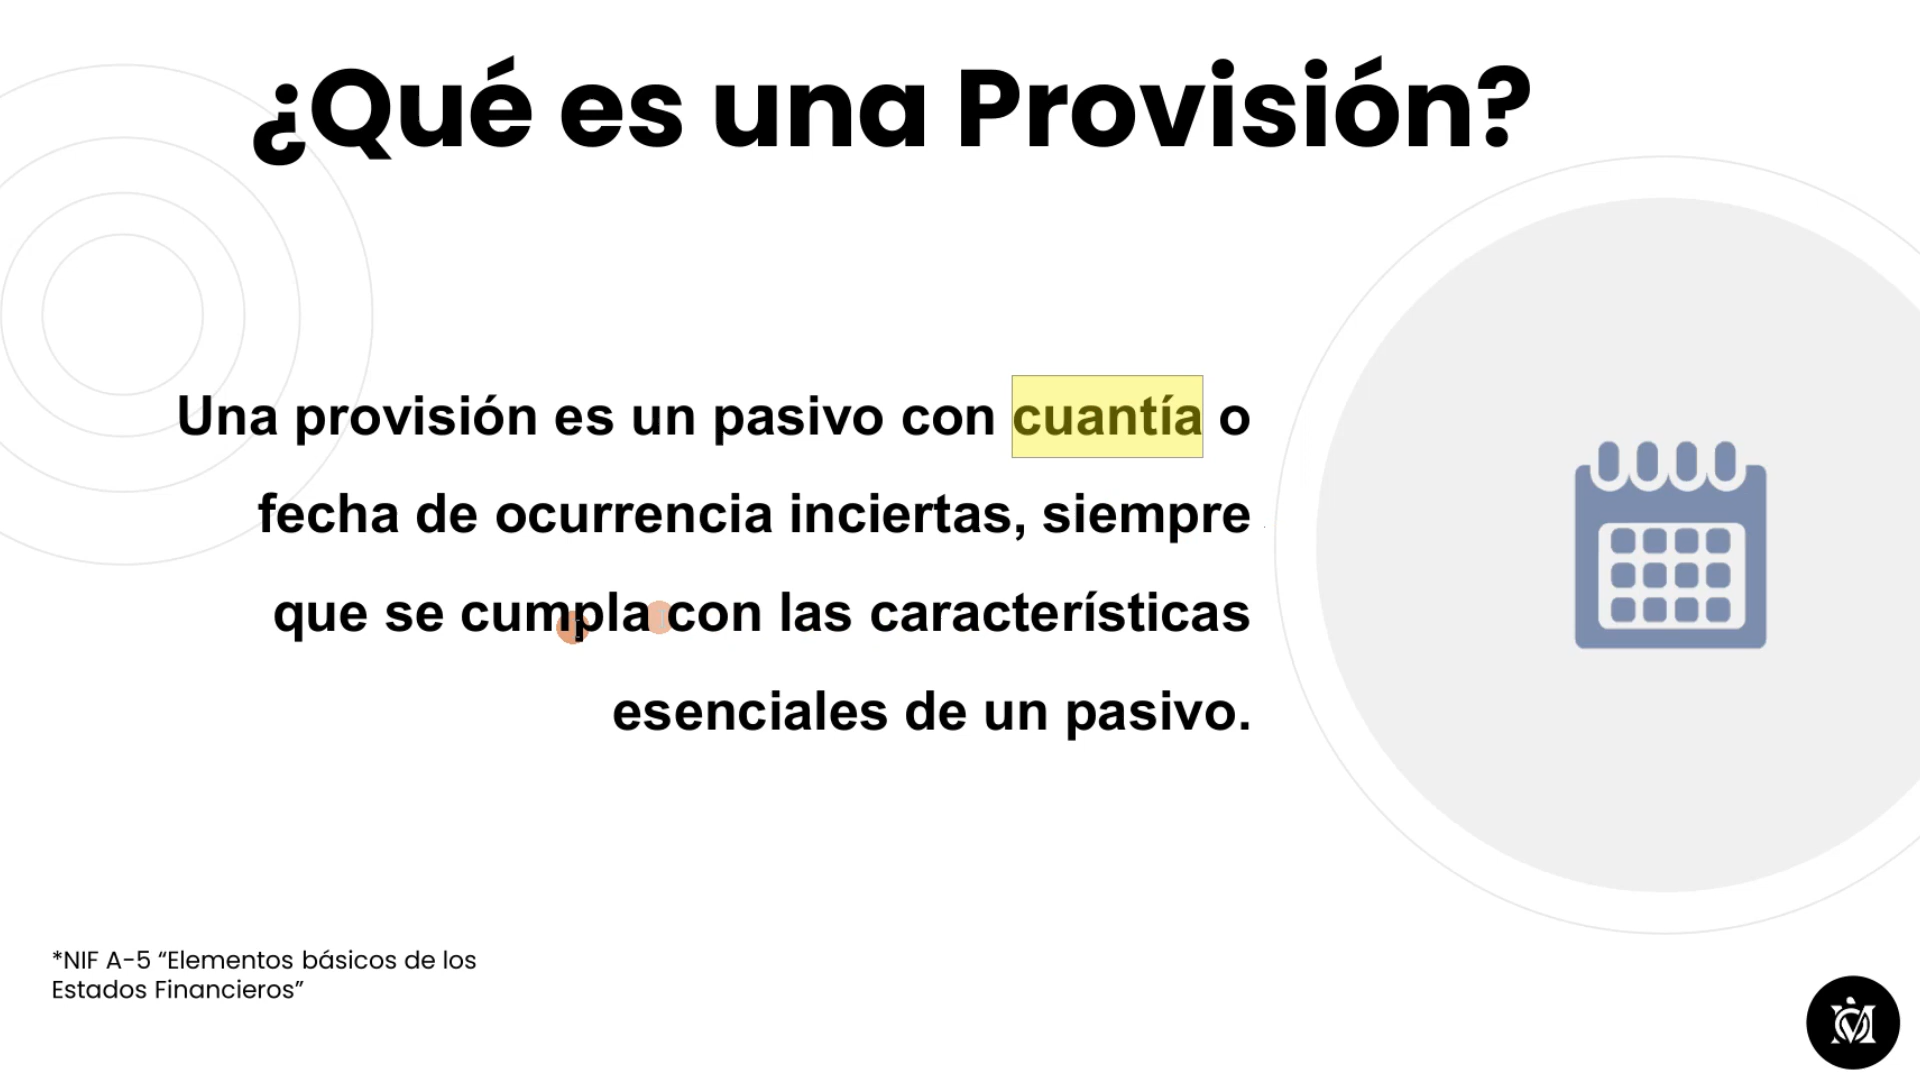 ¿Qué es una Provisión?
Una provisión es un pasivo con cuantía o
fecha de ocurrencia inciertas, siempre
que se cumpla con las características
esenciales de un pasivo.
*NIF A-5 “Elementos básicos de los
Estados Financieros”